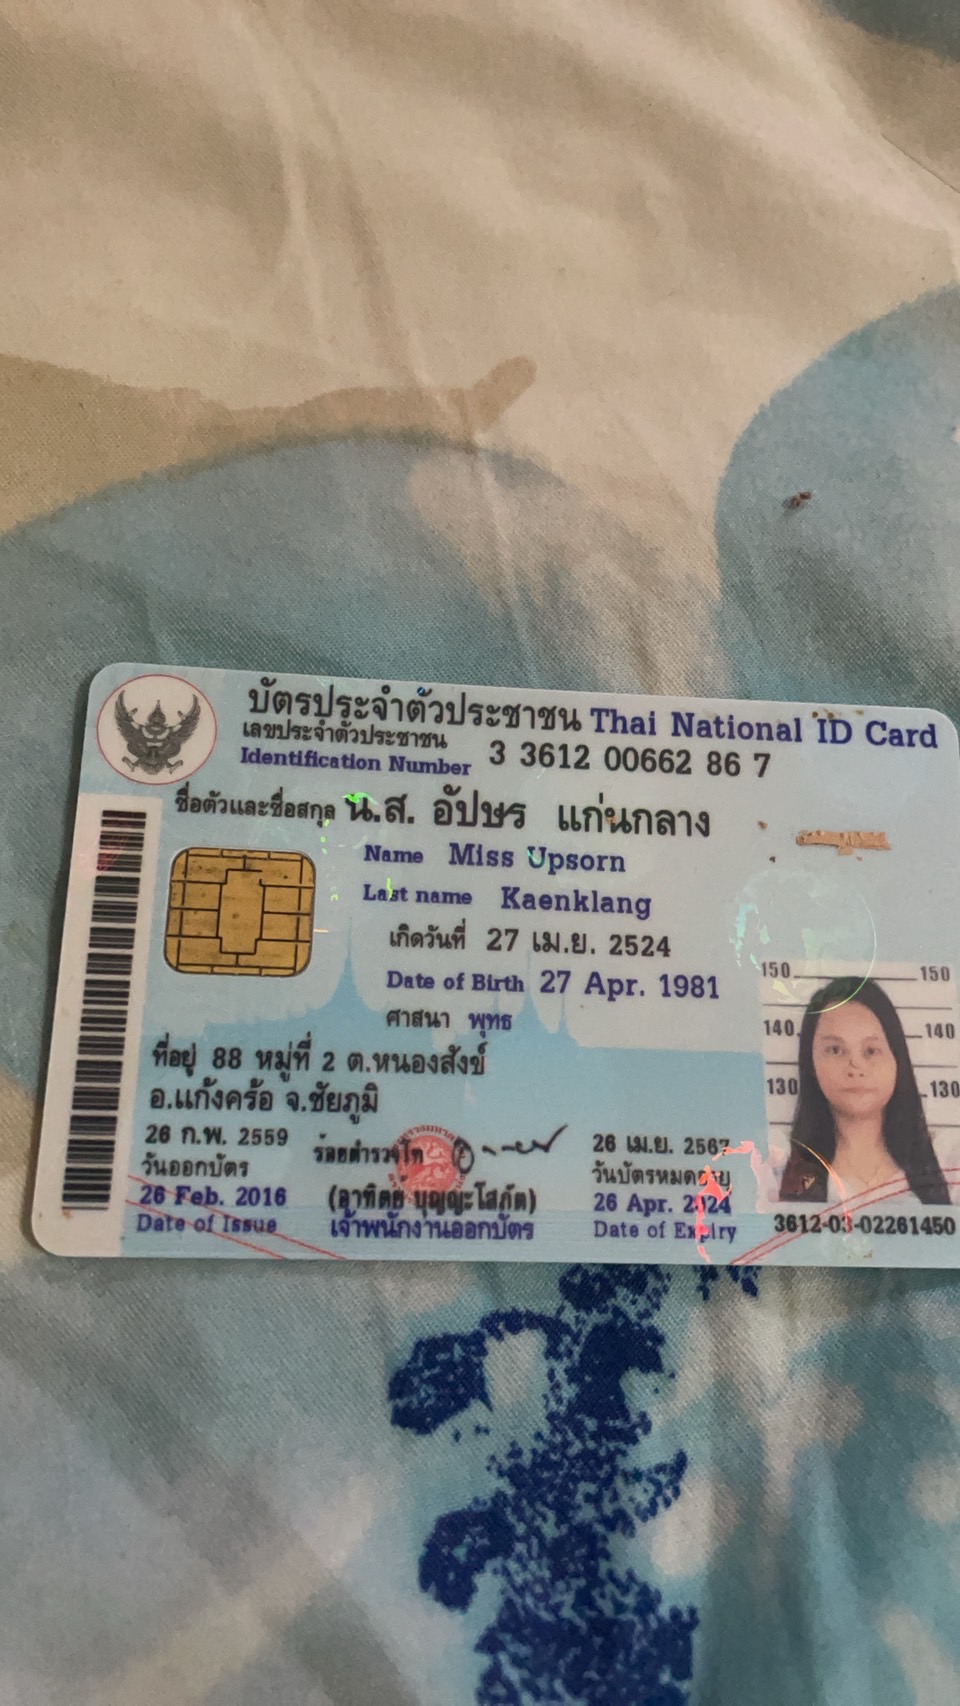 บัตรประจำตัวประชาชน Thai National ID Card
เลขประจำตัวประชาชน
Identification Number 3 3612 00662 86 7
ชื่อตัวและชื่อสกุล น.ส. อัปษร แก่นกลาง
Name Miss Upsorn
Last name Kaenklang
เกิดวันที่ 27 เม.ย. 2524
Date of Birth 27 Apr. 1981
ศาสนา พุทธ
ที่อยู่ 88 หมู่ที่ 2 ต.หนองสังข์
อ.แก้งคร้อ จ.ชัยภูมิ
26 ก.พ. 2559
วันออกบัตร
26 Feb. 2016
Date of Issue
ร้อยตำรวจโท
(อาทิตย์ บุญญะโสภัต)
เจ้าพนักงานออกบัตร
26 เม.ย. 2567
วันบัตรหมดอายุ
26 Apr. 2024
Date of Expiry
150 150
140 140
130 130
3612-03-02261450